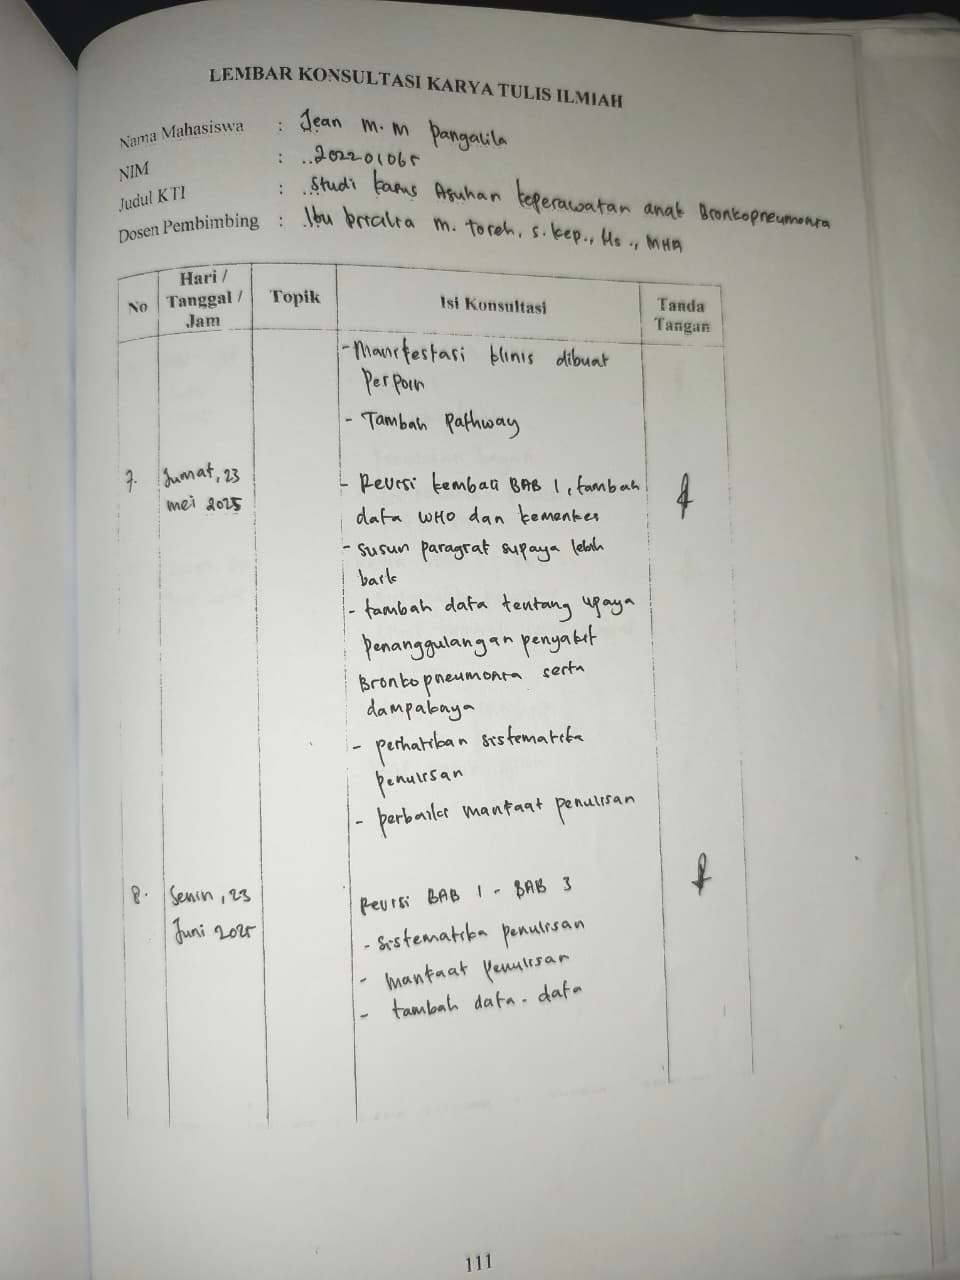 LEMBAR KONSULTASI KARYA TULIS ILMIAH
Nama Mahasiswa : Jean M. M Pangalila
NIM : ..202201065
Judul KTI : .Studi kasus Asuhan keperawatan anak Bronkopneumonia
Dosen Pembimbing : .Ibu M. Toreh, S.kep., Ns., MHA
No
Hari /
Tanggal /
Jam
Topik
Isi Konsultasi
Tanda
Tangan
- Manifestasi klinis dibuat
Perpoin
- Tambah Pathway
7. Jumat, 23
mei 2025
- Revisi kembali BAB 1, tambah
data WHO dan kemenkes
- susun paragraf supaya lebih
baik
- tambah data tentang upaya
penanggulangan penyakit
Bronkopneumonia serta
dampaknya
- perhatikan sistematika
penulisan
- perbaiki manfaat penulisan
8. Senin, 23
Juni 2025
Revisi BAB 1 - BAB 3
- sistematika penulisan
- manfaat penulisan
- tambah data-data
111